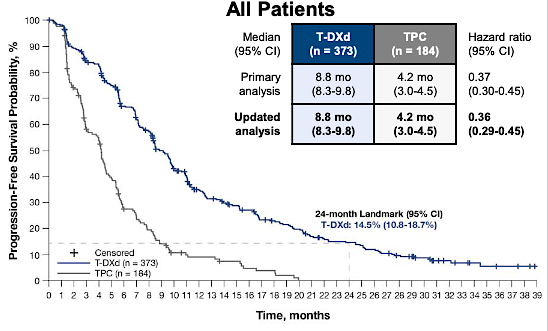 All Patients
Median (95% CI) T-DXd (n = 373) TPC (n = 184) Hazard ratio (95% CI)
Primary analysis 8.8 mo (8.3-9.8) 4.2 mo (3.0-4.5) 0.37 (0.30-0.45)
Updated analysis 8.8 mo (8.3-9.8) 4.2 mo (3.0-4.5) 0.36 (0.29-0.45)
Progression-Free Survival Probability, %
100
90
80
70
60
50
40
30
20
10
0
24-month Landmark (95% CI)
T-DXd: 14.5% (10.8-18.7%)
Censored
T-DXd (n = 373)
TPC (n = 184)
0 1 2 3 4 5 6 7 8 9 10 11 12 13 14 15 16 17 18 19 20 21 22 23 24 25 26 27 28 29 30 31 32 33 34 35 36 37 38 39
Time, months